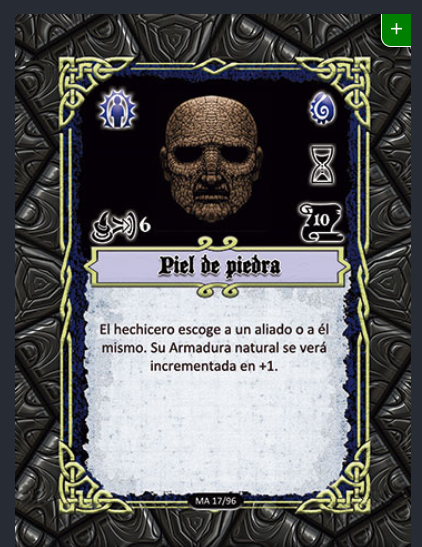 +
6
10
Piel de piedra
El hechicero escoge a un aliado o a él
mismo. Su Armadura natural se verá
incrementada en +1.
MA 17/96